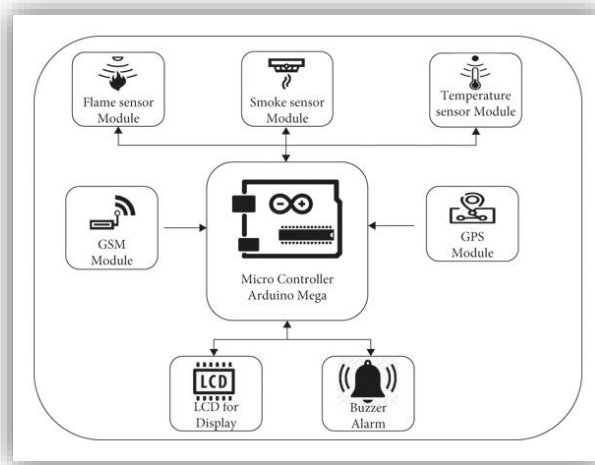 Flame sensor
Module
Smoke sensor
Module
Temperature
sensor Module
GSM
Module
Micro Controller
Arduino Mega
GPS
Module
LCD
LCD for
Display
Buzzer
Alarm